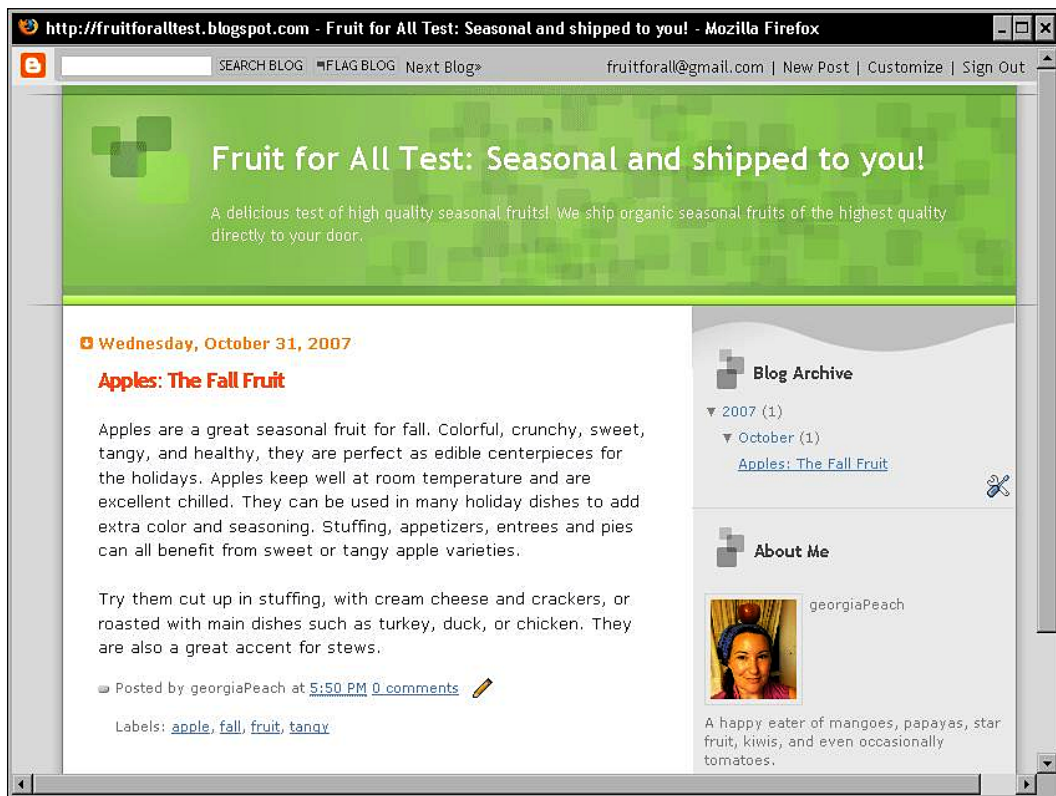 http://fruitforalltest.blogspot.com - Fruit for All Test: Seasonal and shipped to you! - Mozilla Firefox
SEARCH BLOG FLAG BLOG Next Blog» fruitforall@gmail.com | New Post | Customize | Sign Out
Fruit for All Test: Seasonal and shipped to you!
A delicious test of high quality seasonal fruits! We ship organic seasonal fruits of the highest quality
directly to your door.
Wednesday, October 31, 2007
Apples: The Fall Fruit
Apples are a great seasonal fruit for fall. Colorful, crunchy, sweet,
tangy, and healthy, they are perfect as edible centerpieces for
the holidays. Apples keep well at room temperature and are
excellent chilled. They can be used in many holiday dishes to add
extra color and seasoning. Stuffing, appetizers, entrees and pies
can all benefit from sweet or tangy apple varieties.
Try them cut up in stuffing, with cream cheese and crackers, or
roasted with main dishes such as turkey, duck, or chicken. They
are also a great accent for stews.
Posted by georgiaPeach at 5:50 PM 0 comments
Labels: apple, fall, fruit, tangy
Blog Archive
▼ 2007 (1)
▼ October (1)
Apples: The Fall Fruit
About Me
georgiaPeach
A happy eater of mangoes, papayas, star
fruit, kiwis, and even occasionally
tomatoes.